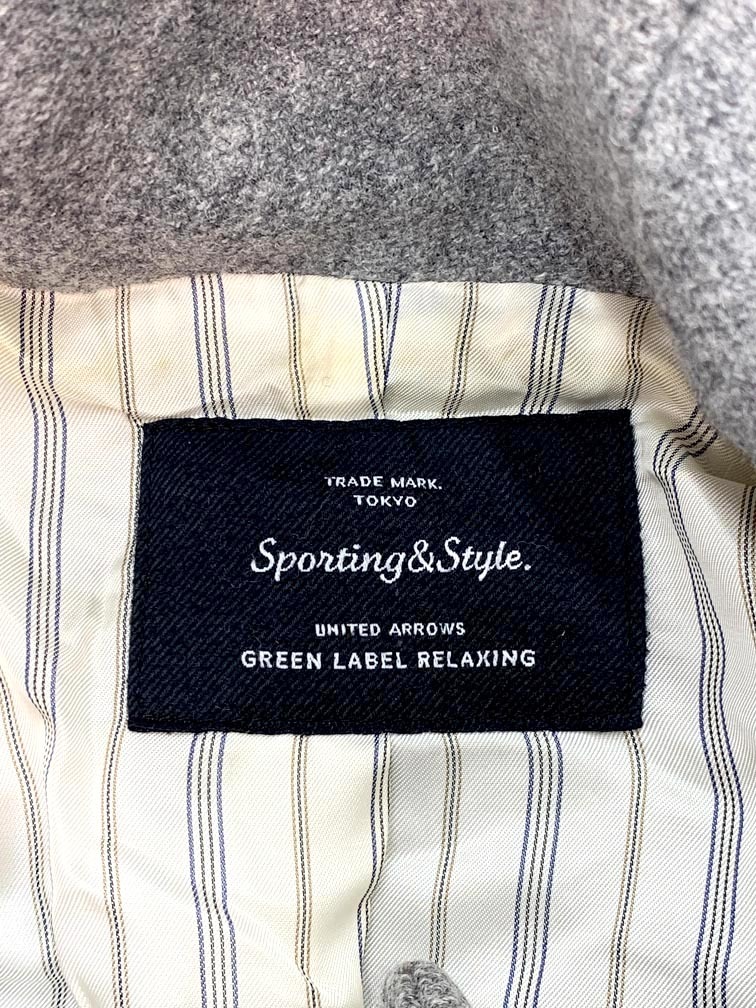 TRADE MARK.
TOKYO
Sporting&Style.
UNITED ARROWS
GREEN LABEL RELAXING